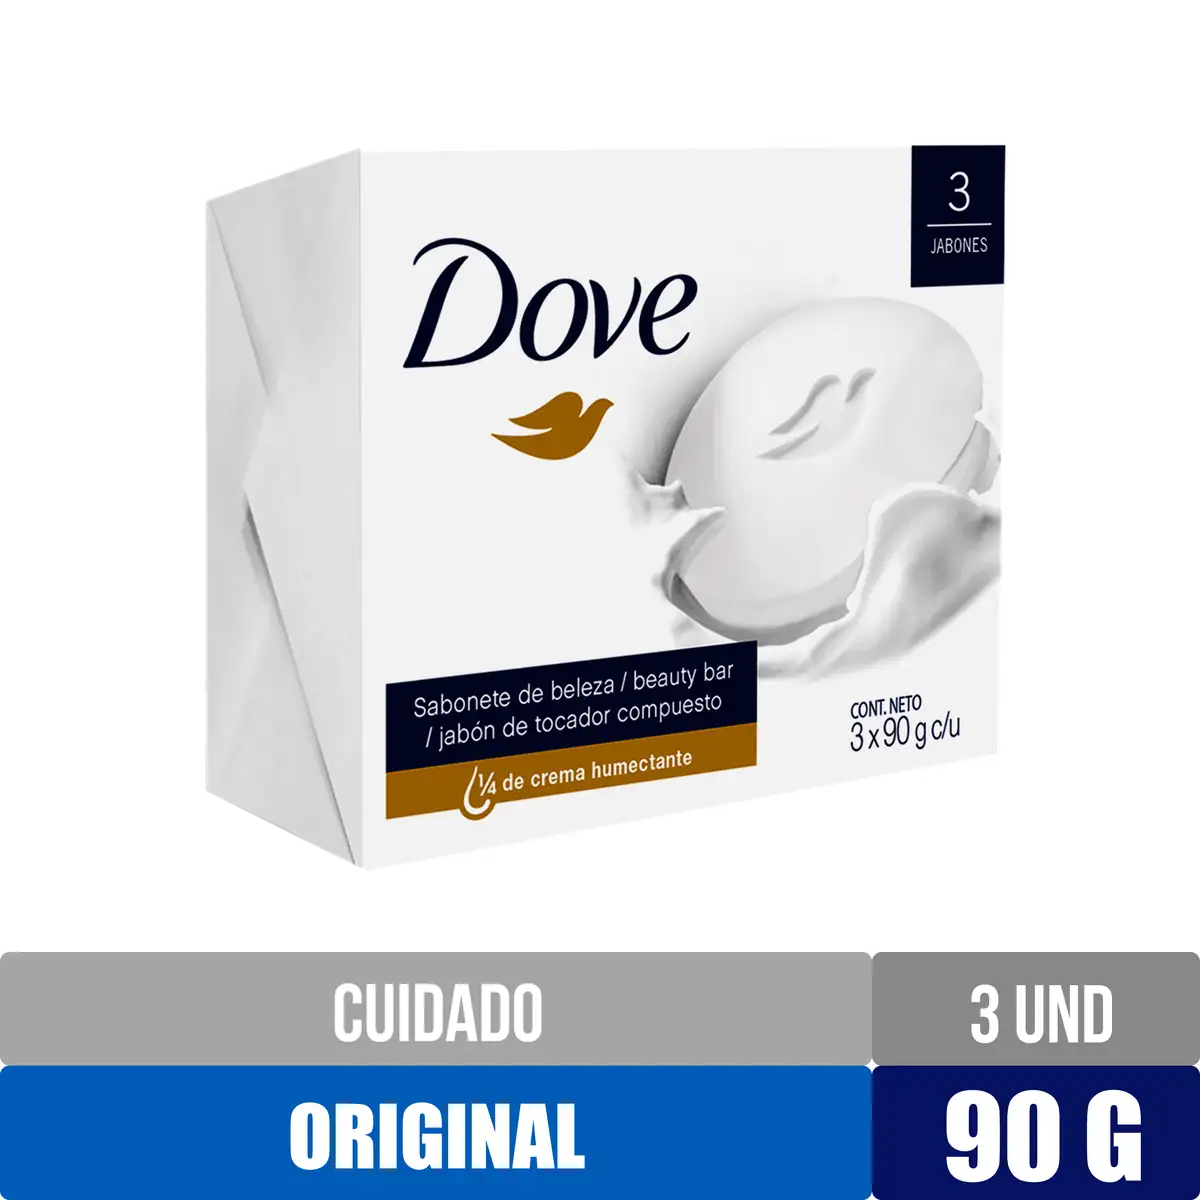 3
JABONES
Dove
Sabonete de beleza / beauty bar
/ jabón de tocador compuesto
¼ de crema humectante
CONT. NETO
3 x 90 g c/u
CUIDADO
3 UND
ORIGINAL
90 G